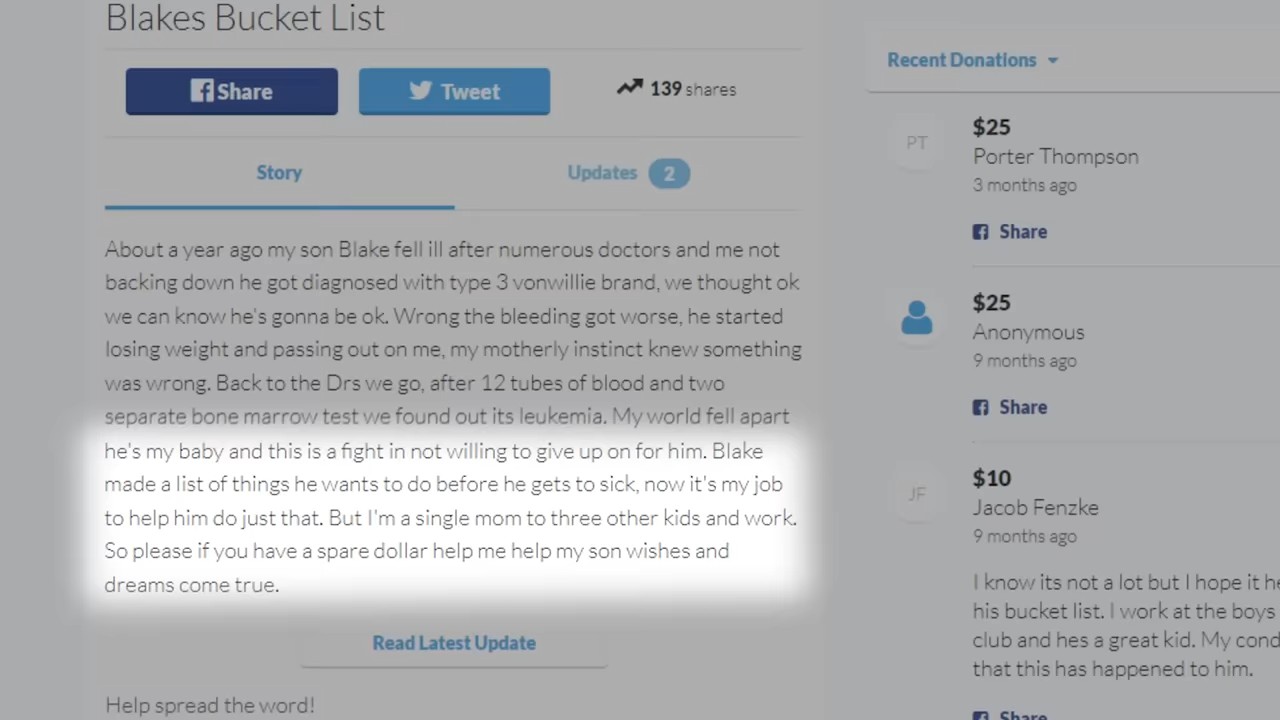 Blakes Bucket List
Share
Tweet
139 shares
Story
Updates 2
About a year ago my son Blake fell ill after numerous doctors and me not
backing down he got diagnosed with type 3 vonwillie brand, we thought ok
we can know he's gonna be ok. Wrong the bleeding got worse, he started
losing weight and passing out on me, my motherly instinct knew something
was wrong. Back to the Drs we go, after 12 tubes of blood and two
separate bone marrow test we found out its leukemia. My world fell apart
he's my baby and this is a fight in not willing to give up on for him. Blake
made a list of things he wants to do before he gets to sick, now it's my job
to help him do just that. But I'm a single mom to three other kids and work.
So please if you have a spare dollar help me help my son wishes and
dreams come true.
Read Latest Update
Help spread the word!
Recent Donations
PT
$25
Porter Thompson
3 months ago
Share
$25
Anonymous
9 months ago
Share
JF
$10
Jacob Fenzke
9 months ago
I know its not a lot but I hope it he
his bucket list. I work at the boys
club and hes a great kid. My cond
that this has happened to him.
Share